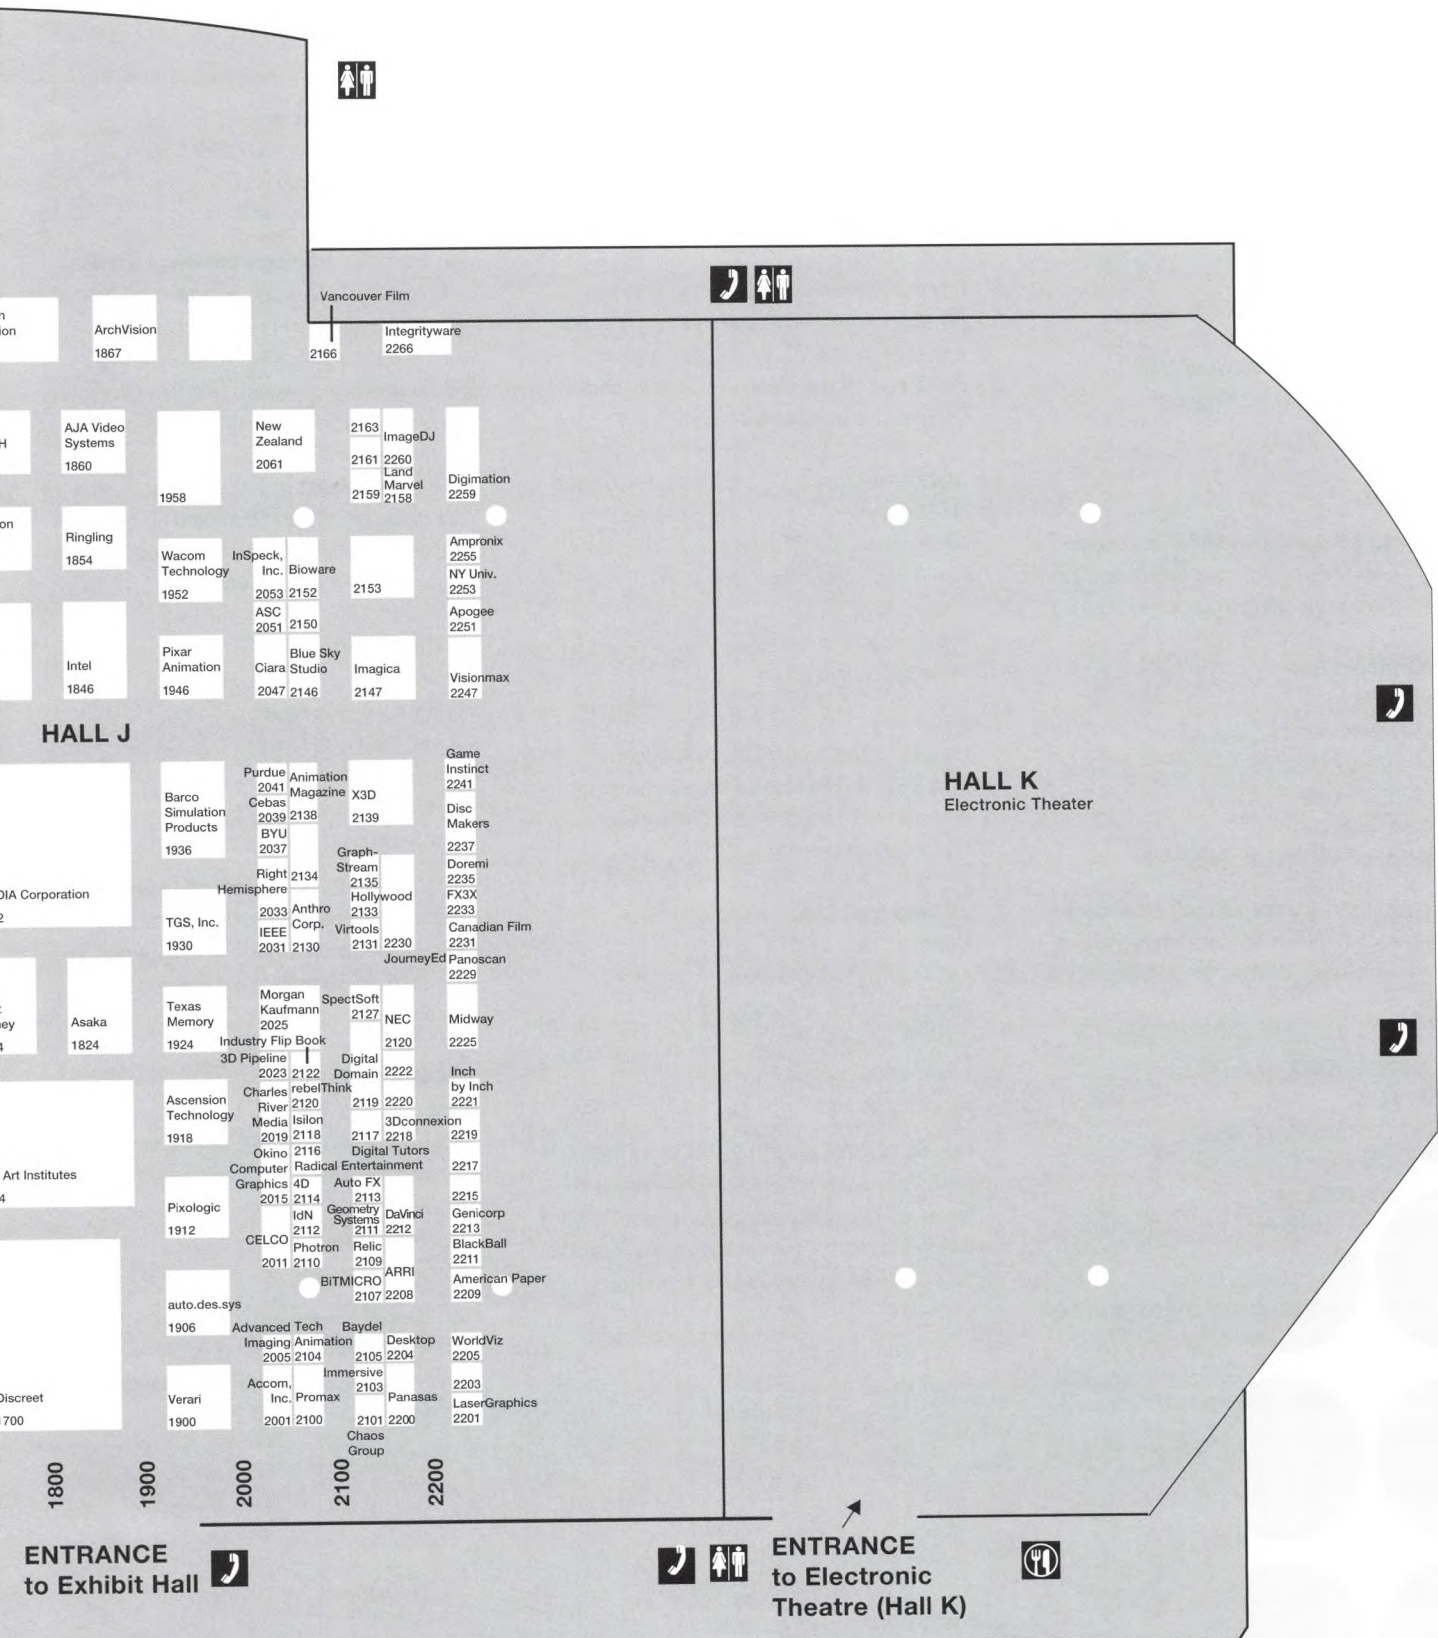 Vancouver Film
n
ion
ArchVision
1867
2166
Integrityware
2266
H
AJA Video
Systems
1860
1958
New
Zealand
2061
2163
2161
2159
ImageDJ
2260
Land
Marvel
2158
Digimation
2259
on
Ringling
1854
Wacom
Technology
1952
InSpeck,
Inc.
2053
Bioware
2152
2153
Ampronix
2255
NY Univ.
2253
ASC
2051
2150
Apogee
2251
Intel
1846
Pixar
Animation
1946
Ciara
2047
Blue Sky
Studio
2146
Imagica
2147
Visionmax
2247
HALL J
HALL K
Electronic Theater
DIA Corporation
2
Barco
Simulation
Products
1936
Purdue
2041
Cebas
2039
BYU
2037
Animation
Magazine
2138
X3D
2139
Game
Instinct
2241
Disc
Makers
2237
Right
Hemisphere
2033
2134
Graph-
Stream
2135
Hollywood
2133
Doremi
2235
FX3X
2233
TGS, Inc.
1930
IEEE
2031
Anthro
Corp.
2130
Virtools
2131
2230
JourneyEd
Canadian Film
2231
Panoscan
2229
ey
4
Asaka
1824
Texas
Memory
1924
Morgan
Kaufmann
2025
SpectSoft
2127
NEC
2120
Midway
2225
Industry Flip Book
3D Pipeline
2023
2122
Digital
Domain
2119
2222
2220
Inch
by Inch
2221
Art Institutes
4
Ascension
Technology
1918
Charles
River
Media
2019
rebelThink
2120
Isilon
2118
2117
3Dconnexion
2218
2219
Okino
Computer
Graphics
2015
2116
Radical Entertainment
Digital Tutors
2217
Pixologic
1912
4D
2114
Auto FX
2113
2215
CELCO
2011
IdN
2112
Geometry
Systems
2111
DaVinci
2212
Genicorp
2213
Photron
2110
Relic
2109
BlackBall
2211
BiTMICRO
2107
ARRI
2208
American Paper
2209
auto.des.sys
1906
Advanced
Imaging
2005
Tech
Animation
2104
Baydel
2105
Desktop
2204
WorldViz
2205
Discreet
1700
Verari
1900
Accom,
Inc.
2001
Promax
2100
Immersive
2103
2101
Chaos
Group
Panasas
2200
2203
LaserGraphics
2201
1800
1900
2000
2100
2200
ENTRANCE
to Exhibit Hall
ENTRANCE
to Electronic
Theatre (Hall K)